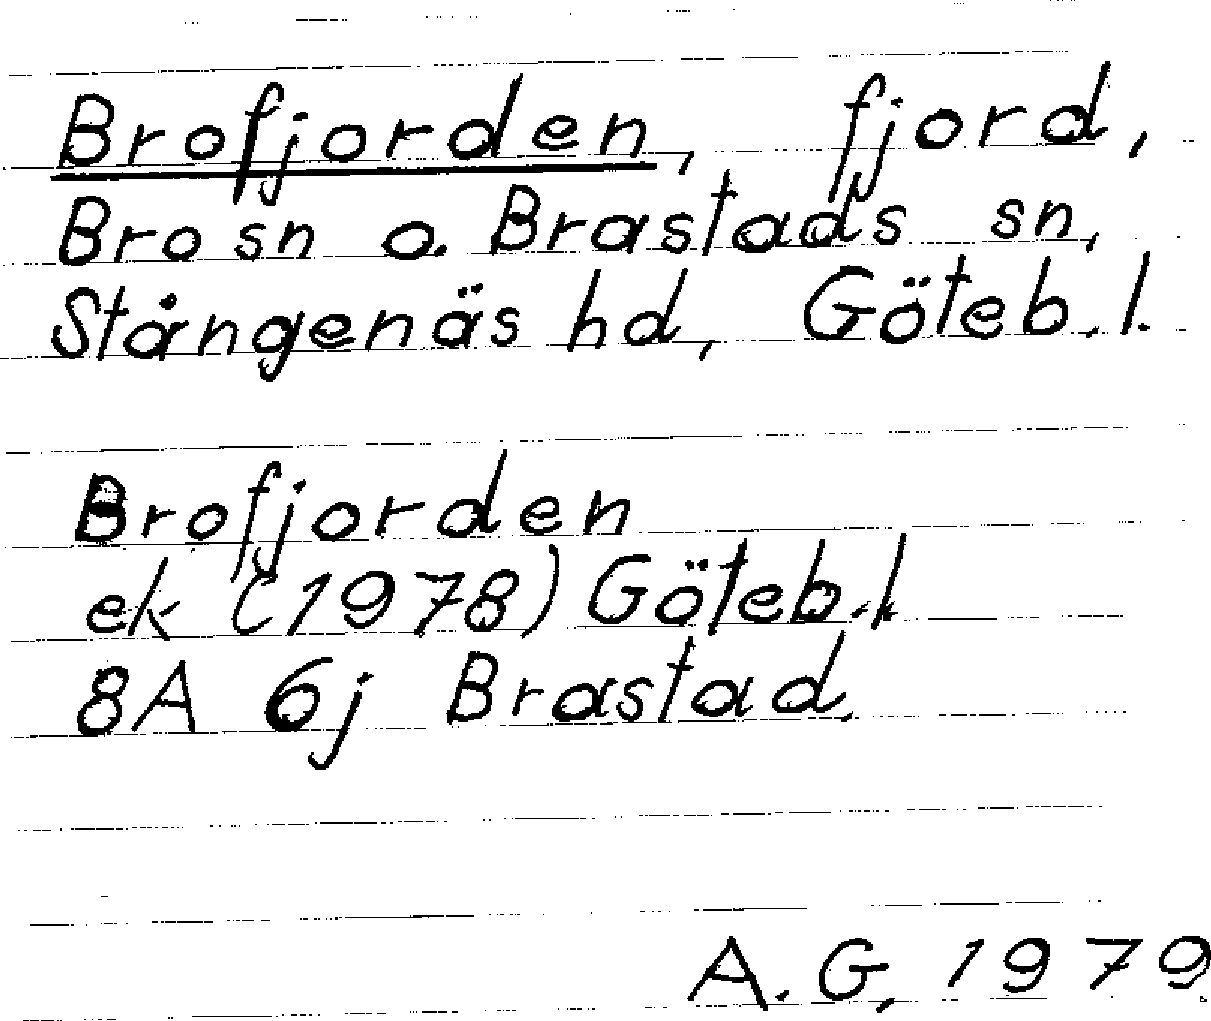 Brofjorden, fjord,
Bro sn o. Brastads sn,
Stångenäs hd, Göteb. l.
Brofjorden
ek (1978) Göteb. l
8A 6j Brastad.
A. G. 1979